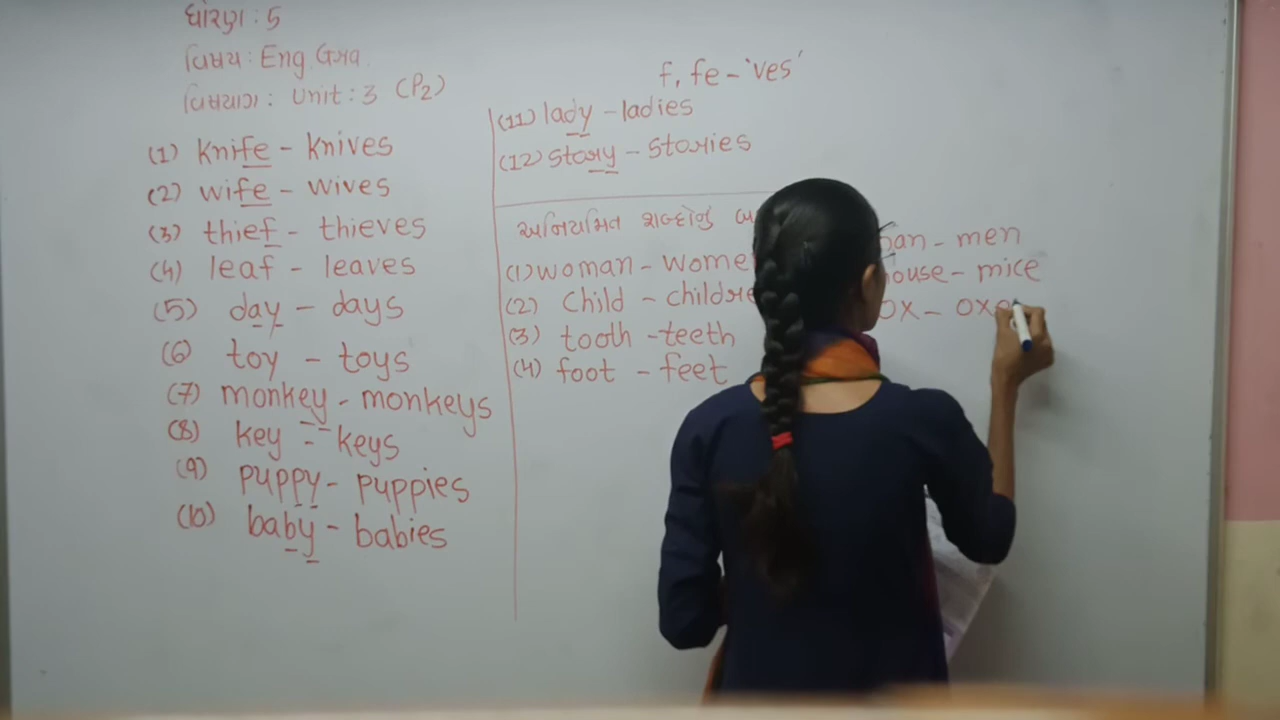 ધોરણ : 5
વિષય : Eng. Gra
વિષયાંગ : Unit : 3 (P2)
(1) knife - knives
(2) wife - wives
(3) thief - thieves
(4) leaf - leaves
(5) day - days
(6) toy - toys
(7) monkey - monkeys
(8) key - keys
(9) puppy - puppies
(10) baby - babies
f, fe - 'ves'
(11) lady - ladies
(12) story - stories
અનિયમિત શબ્દોનું
(1) woman - wome
(2) child - childre
(3) tooth - teeth
(4) foot - feet
an - men
ouse - mice
ox - oxe